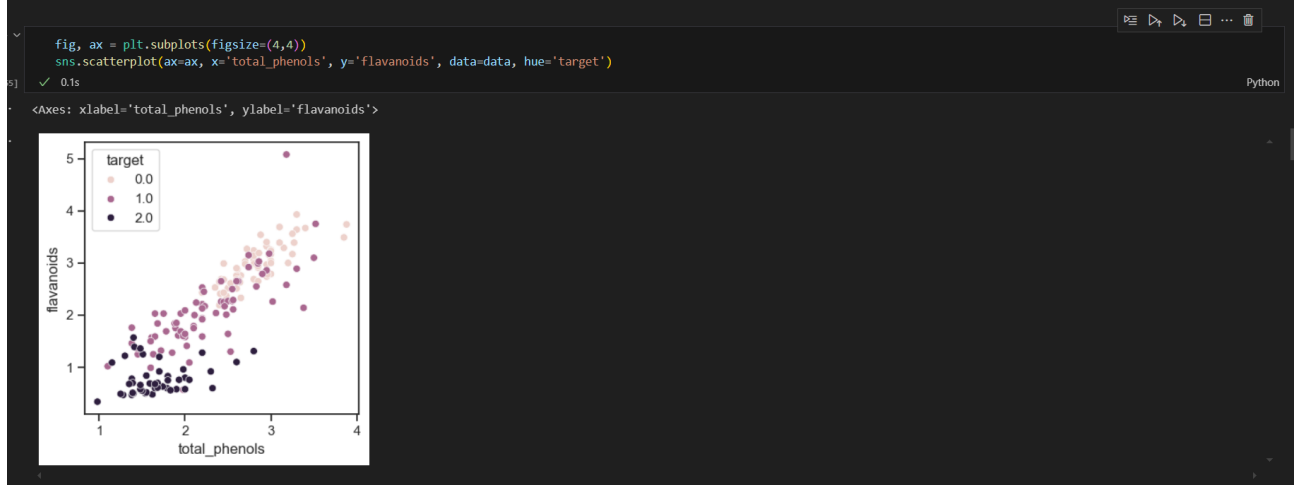 fig, ax = plt.subplots(figsize=(4,4))
sns.scatterplot(ax=ax, x='total_phenols', y='flavanoids', data=data, hue='target')
0.1s
Python
<Axes: xlabel='total_phenols', ylabel='flavanoids'>
target
0.0
1.0
2.0
5
4
3
2
1
flavanoids
1 2 3 4
total_phenols